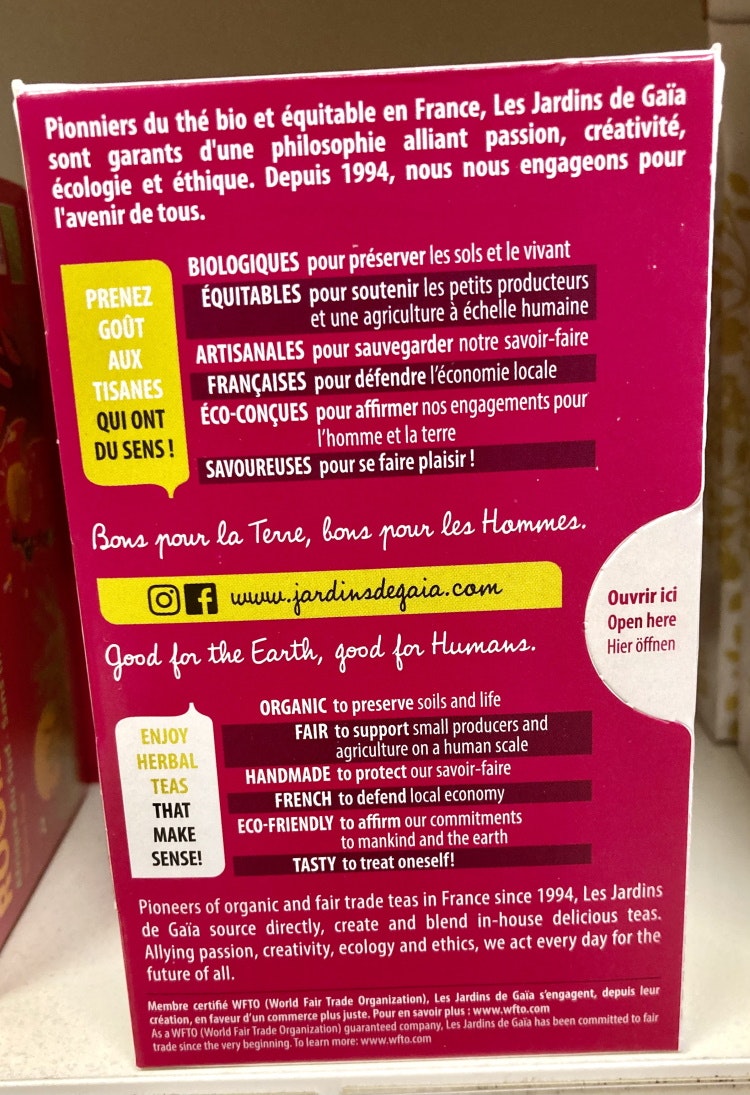 Pionniers du thé bio et équitable en France, Les Jardins de Gaïa
sont garants d'une philosophie alliant passion, créativité,
écologie et éthique. Depuis 1994, nous nous engageons pour
l'avenir de tous.
PRENEZ
GOÛT
AUX
TISANES
QUI ONT
DU SENS !
BIOLOGIQUES pour préserver les sols et le vivant
ÉQUITABLES pour soutenir les petits producteurs
et une agriculture à échelle humaine
ARTISANALES pour sauvegarder notre savoir-faire
FRANÇAISES pour défendre l'économie locale
ÉCO-CONÇUES pour affirmer nos engagements pour
l'homme et la terre
SAVOUREUSES pour se faire plaisir !
Bons pour la Terre, bons pour les Hommes.
www.jardinsdegaia.com
Ouvrir ici
Open here
Hier öffnen
Good for the Earth, good for Humans.
ENJOY
HERBAL
TEAS
THAT
MAKE
SENSE!
ORGANIC to preserve soils and life
FAIR to support small producers and
agriculture on a human scale
HANDMADE to protect our savoir-faire
FRENCH to defend local economy
ECO-FRIENDLY to affirm our commitments
to mankind and the earth
TASTY to treat oneself!
Pioneers of organic and fair trade teas in France since 1994, Les Jardins
de Gaïa source directly, create and blend in-house delicious teas.
Allying passion, creativity, ecology and ethics, we act every day for the
future of all.
Membre certifié WFTO (World Fair Trade Organization), Les Jardins de Gaïa s'engagent, depuis leur
création, en faveur d'un commerce plus juste. Pour en savoir plus : www.wfto.com
As a WFTO (World Fair Trade Organization) guaranteed company, Les Jardins de Gaïa has been committed to fair
trade since the very beginning. To learn more: www.wfto.com